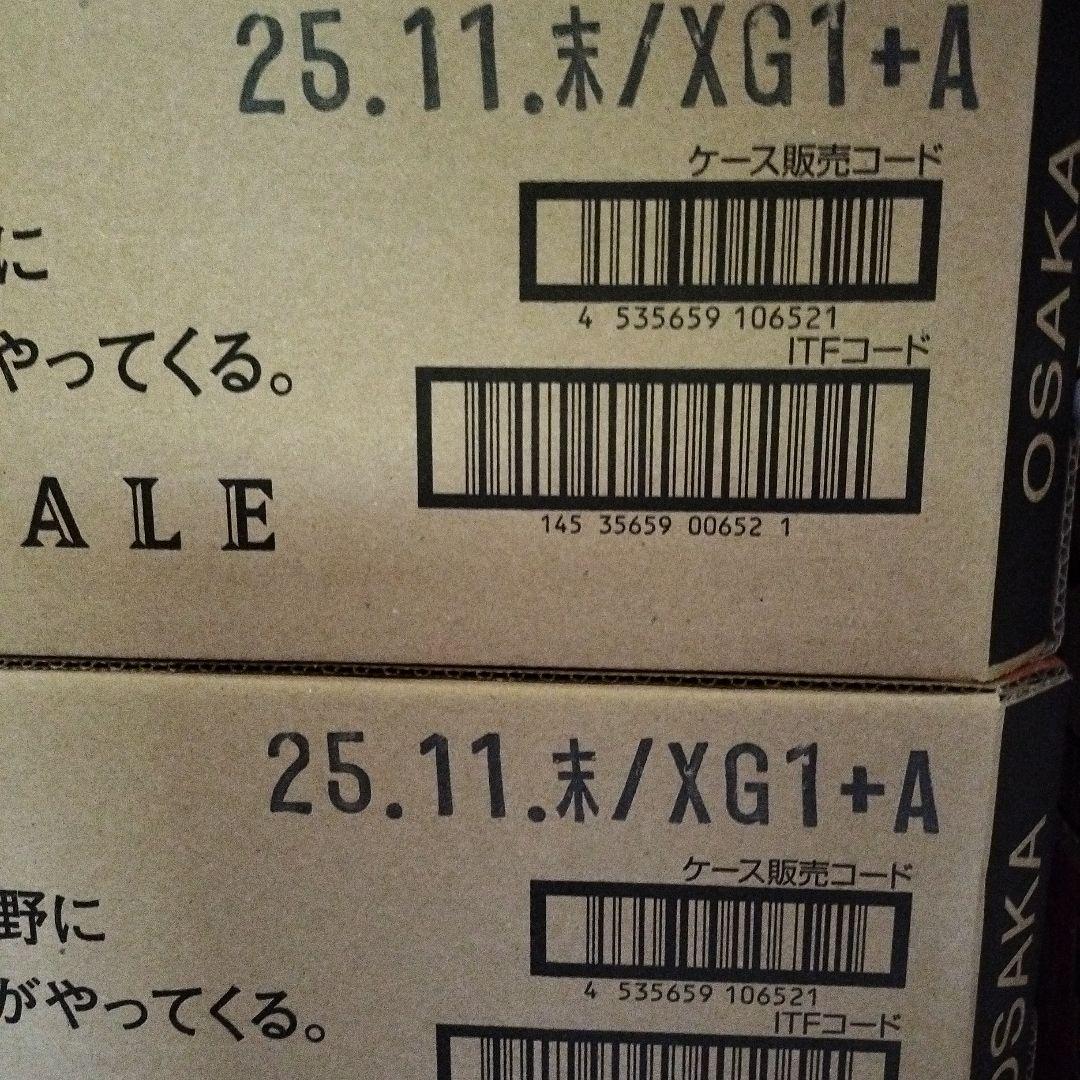 25.11.末/XG1+A
ケース販売コード
4 535659 106521
ITFコード
145 35659 00652 1
に
やってくる。
ALE
OSAKA
25.11.末/XG1+A
ケース販売コード
4 535659 106521
ITFコード
野に
がやってくる。
OSAKA